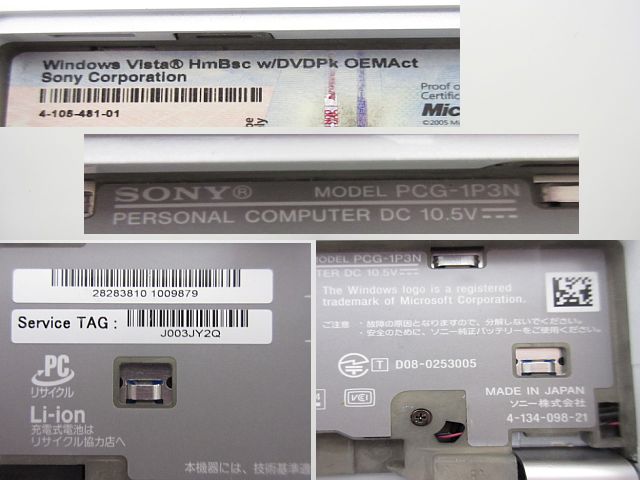 Windows Vista® HmBsc w/DVDPk OEMAct
Sony Corporation
4-105-481-01
Proof o
Certific
Mic
©2005 Mi
SONY® MODEL PCG-1P3N
PERSONAL COMPUTER DC 10.5V
28283810 1009879
Service TAG :
J003JY2Q
PC
リサイクル
Li-ion
充電式電池は
リサイクル協力店へ
本機器には、技術基準適
MODEL PCG-1P3N
TER DC 10.5V
The Windows logo is a registered
trademark of Microsoft Corporation.
ご注意 ・故障の原因となりますので、分解しないでください。
・安全のために、ソニー純正バッテリーをご使用ください。
T D08-0253005
VCI
MADE IN JAPAN
ソニー株式会社
4-134-098-21